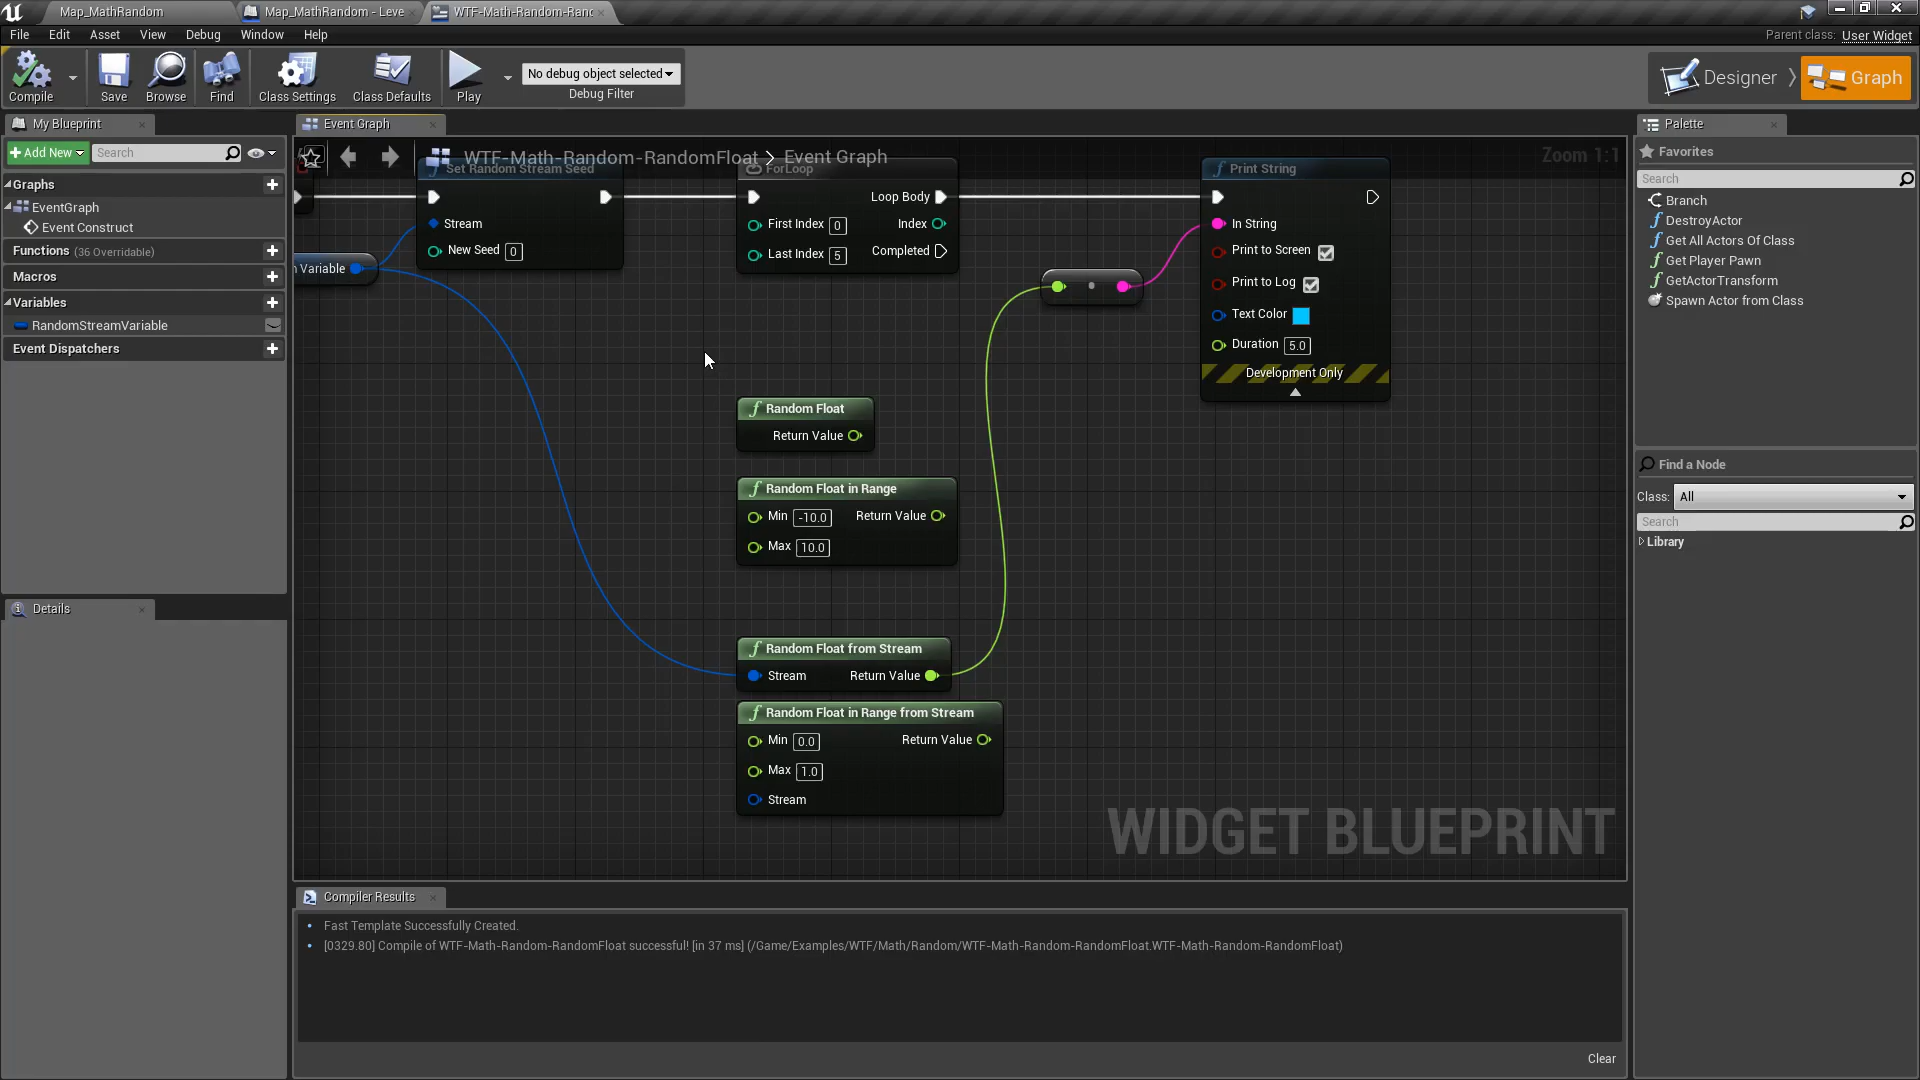 Map_MathRandom
Map_MathRandom - Leve
WTF-Math-Random-Ranc
File Edit Asset View Debug Window Help
Parent class: User Widget
Compile
Save
Browse
Find
Class Settings
Class Defaults
Play
No debug object selected
Debug Filter
Designer
Graph
My Blueprint
Add New
Search
Graphs
EventGraph
Event Construct
Functions (36 Overridable)
Macros
Variables
RandomStreamVariable
Event Dispatchers
Details
Event Graph
WTF-Math-Random-RandomFloat > Event Graph
Zoom 1:1
Set Random Stream Seed
Stream
New Seed 0
Variable
ForLoop
Loop Body
First Index 0
Index
Last Index 5
Completed
Print String
In String
Print to Screen
Print to Log
Text Color
Duration 5.0
Development Only
Random Float
Return Value
Random Float in Range
Min -10.0
Return Value
Max 10.0
Random Float from Stream
Stream
Return Value
Random Float in Range from Stream
Min 0.0
Return Value
Max 1.0
Stream
WIDGET BLUEPRINT
Compiler Results
Fast Template Successfully Created.
[0329.80] Compile of WTF-Math-Random-RandomFloat successful! [in 37 ms] (/Game/Examples/WTF/Math/Random/WTF-Math-Random-RandomFloat.WTF-Math-Random-RandomFloat)
Clear
Palette
Favorites
Search
Branch
DestroyActor
Get All Actors Of Class
Get Player Pawn
GetActorTransform
Spawn Actor from Class
Find a Node
Class: All
Search
Library